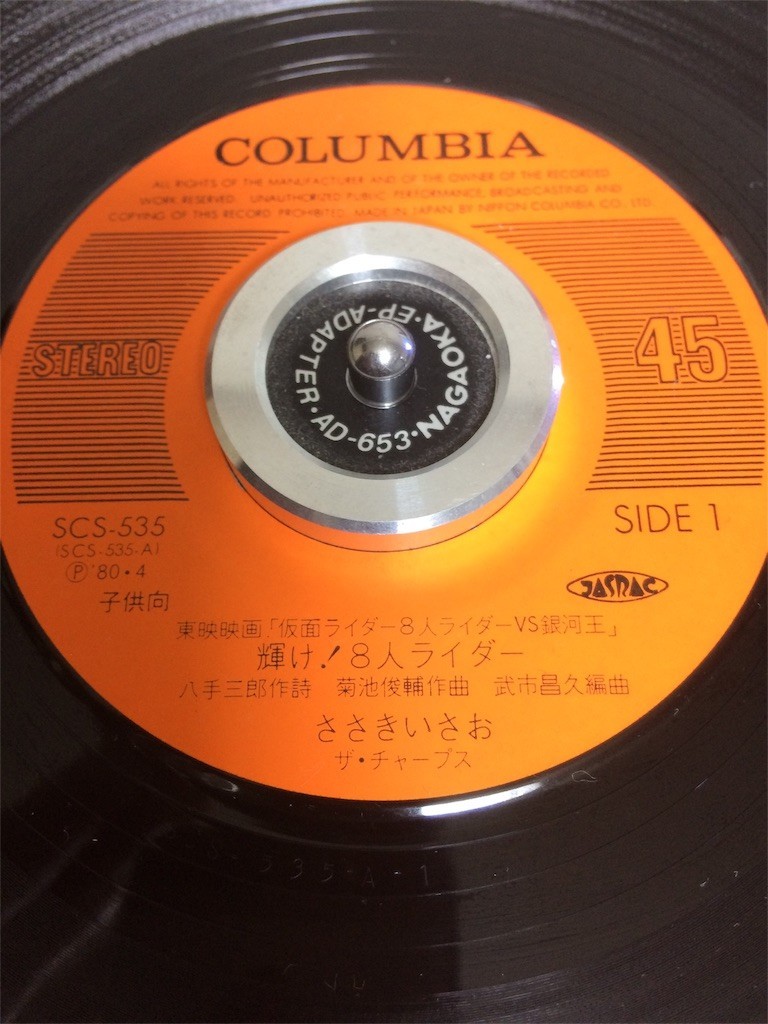 COLUMBIA
ALL RIGHTS OF THE MANUFACTURER AND OF THE OWNER OF THE RECORDED
WORK RESERVED. UNAUTHORIZED PUBLIC PERFORMANCE, BROADCASTING AND
COPYING OF THIS RECORD PROHIBITED. MADE IN JAPAN BY NIPPON COLUMBIA CO., LTD.
STEREO
45
NAGAOKA・EP-ADAPTER・AD-653・
SCS-535
(SCS-535-A)
Ⓟ'80・4
子供向
SIDE 1
JASRAC
東映映画「仮面ライダー8人ライダーVS銀河王」
輝け!8人ライダー
八手三郎作詩 菊池俊輔作曲 武市昌久編曲
ささきいさお
ザ・チャープス
S-535-A-1